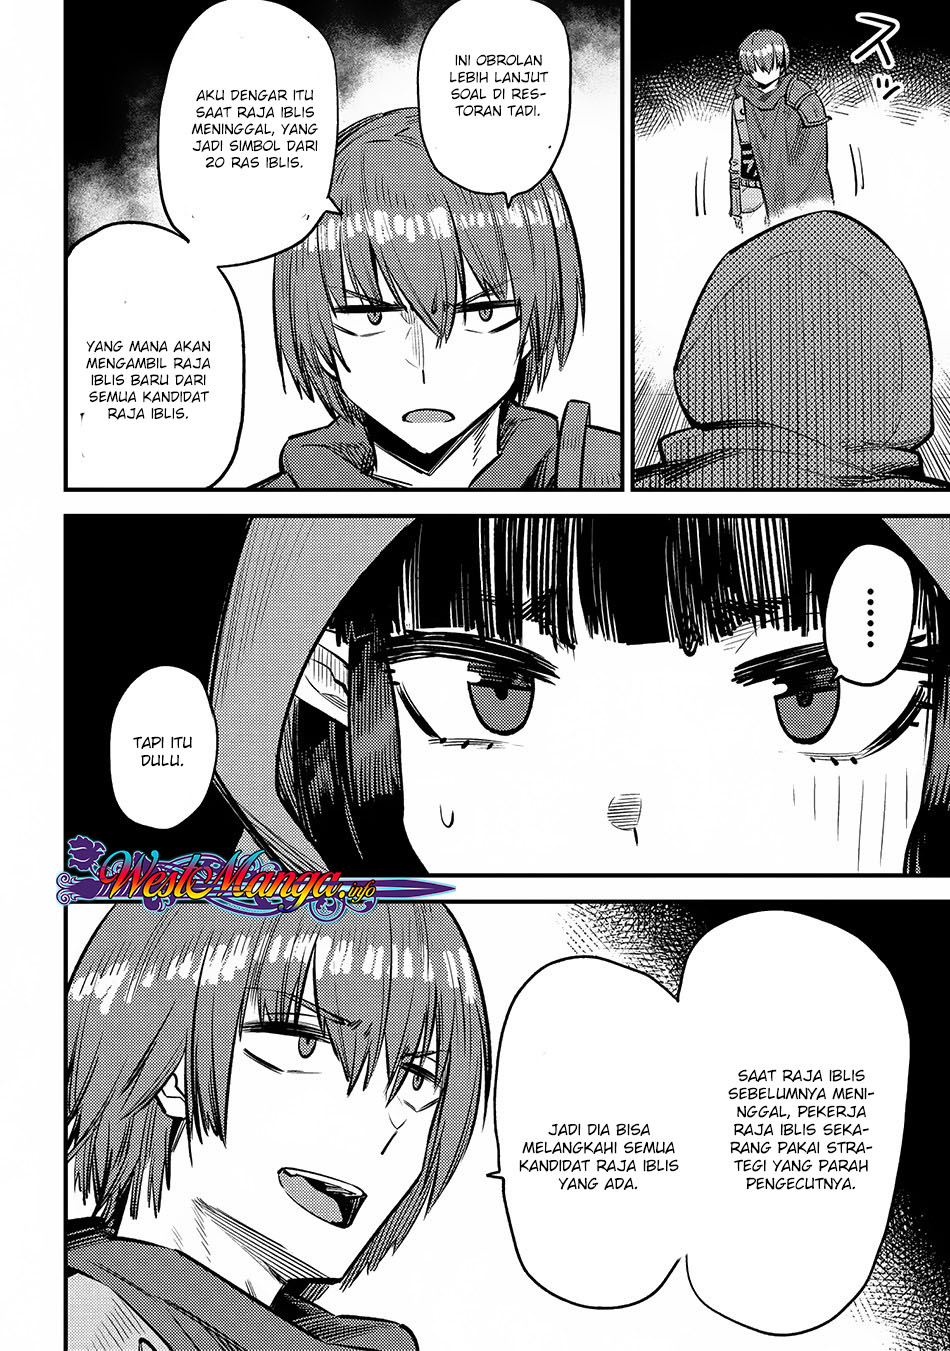 スッ
INI OBROLAN
LEBIH LANJUT
SOAL DI RES-
TORAN TADI.
AKU DENGAR ITU
SAAT RAJA IBLIS
MENINGGAL, YANG
JADI SIMBOL DARI
20 RAS IBLIS.
YANG MANA AKAN
MENGAMBIL RAJA
IBLIS BARU DARI
SEMUA KANDIDAT
RAJA IBLIS.
......
TAPI ITU
DULU.
WestManga.info
SAAT RAJA IBLIS
SEBELUMNYA MENI-
NGGAL, PEKERJA
RAJA IBLIS SEKA-
RANG PAKAI STRA-
TEGI YANG PARAH
PENGECUTNYA.
JADI DIA BISA
MELANGKAHI SEMUA
KANDIDAT RAJA IBLIS
YANG ADA.